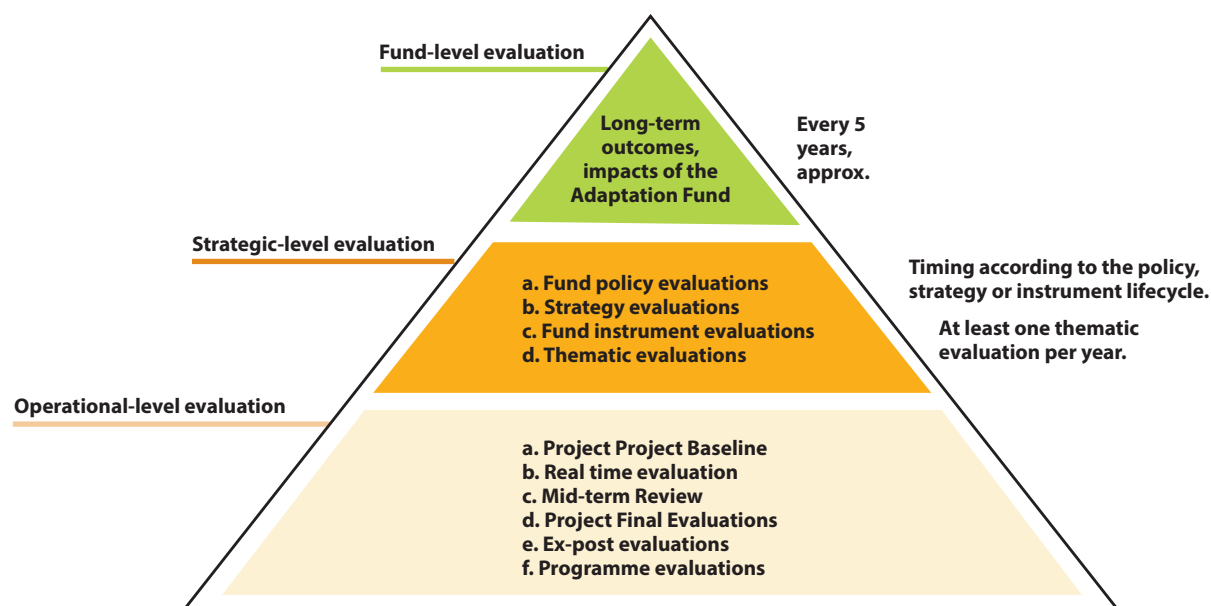 Fund-level evaluation
Long-term
outcomes,
impacts of the
Adaptation Fund
Every 5
years,
approx.
Strategic-level evaluation
a. Fund policy evaluations
b. Strategy evaluations
c. Fund instrument evaluations
d. Thematic evaluations
Timing according to the policy,
strategy or instrument lifecycle.
At least one thematic
evaluation per year.
Operational-level evaluation
a. Project Project Baseline
b. Real time evaluation
c. Mid-term Review
d. Project Final Evaluations
e. Ex-post evaluations
f. Programme evaluations